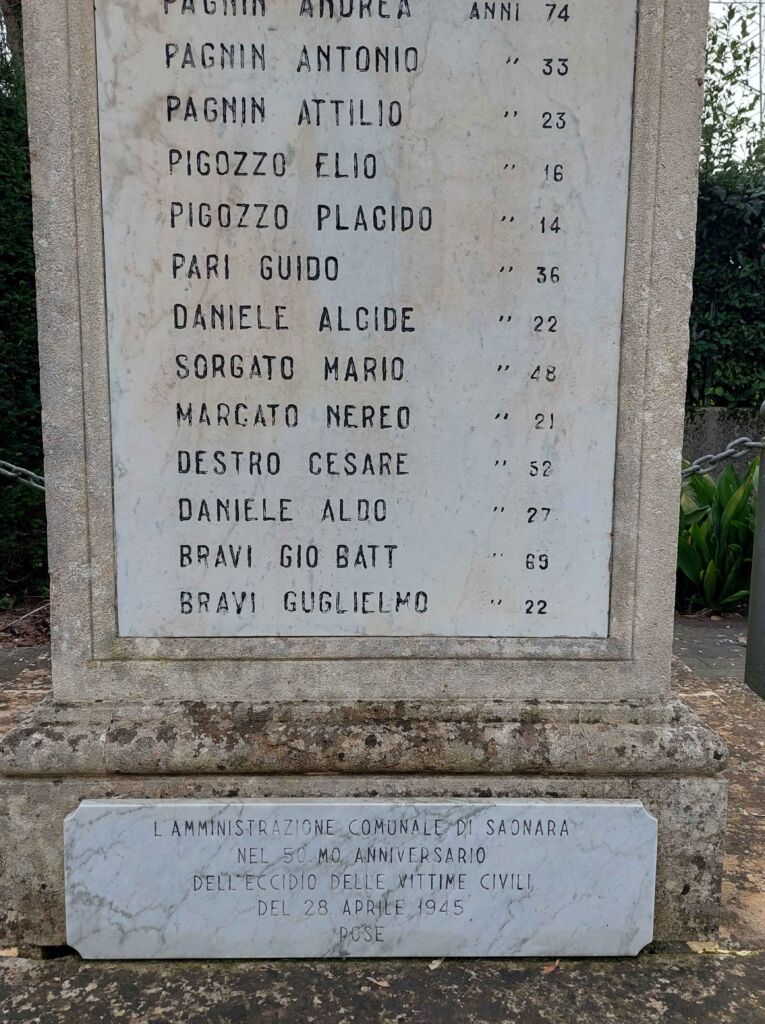 PAGNIN ANDREA ANNI 74
PAGNIN ANTONIO " 33
PAGNIN ATTILIO " 23
PIGOZZO ELIO " 16
PIGOZZO PLACIDO " 14
PARI GUIDO " 36
DANIELE ALCIDE " 22
SORGATO MARIO " 48
MARCATO NEREO " 21
DESTRO CESARE " 52
DANIELE ALDO " 27
BRAVI GIO BATT " 69
BRAVI GUGLIELMO " 22
L'AMMINISTRAZIONE COMUNALE DI SAONARA
NEL 50 MO ANNIVERSARIO
DELL'ECCIDIO DELLE VITTIME CIVILI
DEL 28 APRILE 1945
POSE